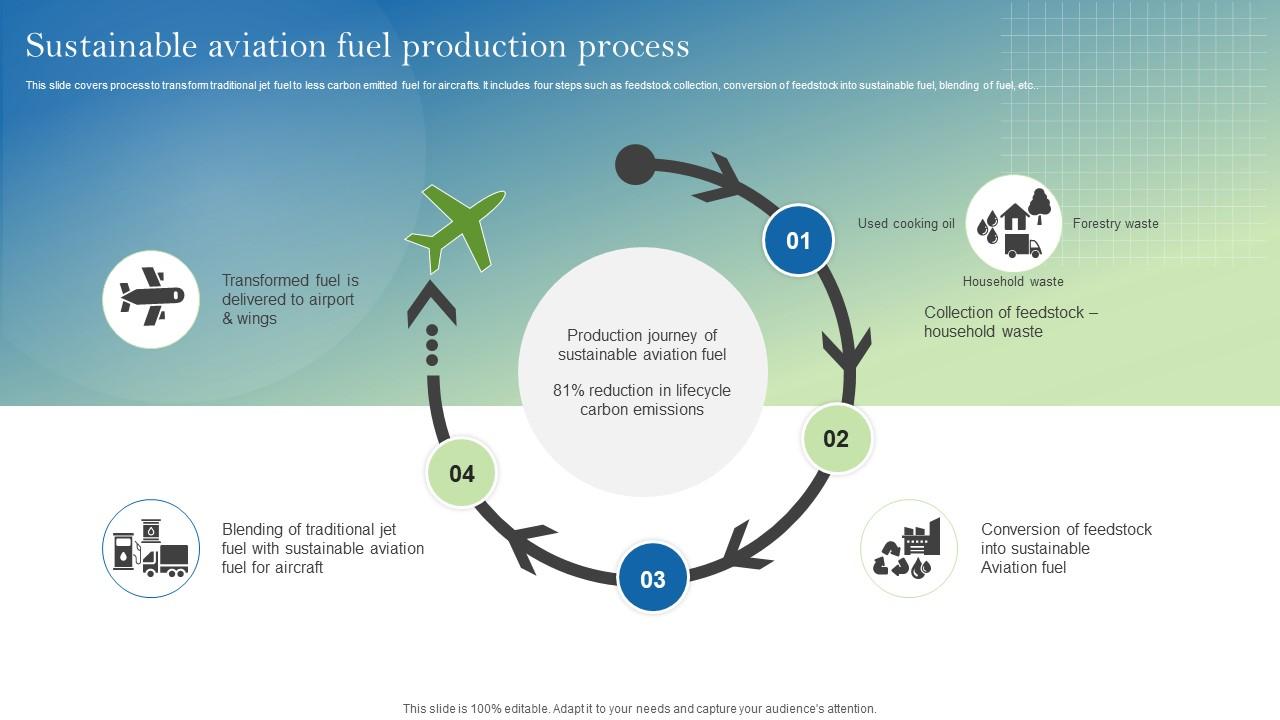 Sustainable aviation fuel production process
This slide covers process to transform traditional jet fuel to less carbon emitted fuel for aircrafts. It includes four steps such as feedstock collection, conversion of feedstock into sustainable fuel, blending of fuel, etc..
01
Used cooking oil
Forestry waste
Household waste
Collection of feedstock –
household waste
Transformed fuel is
delivered to airport
& wings
Production journey of
sustainable aviation fuel
81% reduction in lifecycle
carbon emissions
02
04
Blending of traditional jet
fuel with sustainable aviation
fuel for aircraft
03
Conversion of feedstock
into sustainable
Aviation fuel
This slide is 100% editable. Adapt it to your needs and capture your audience's attention.